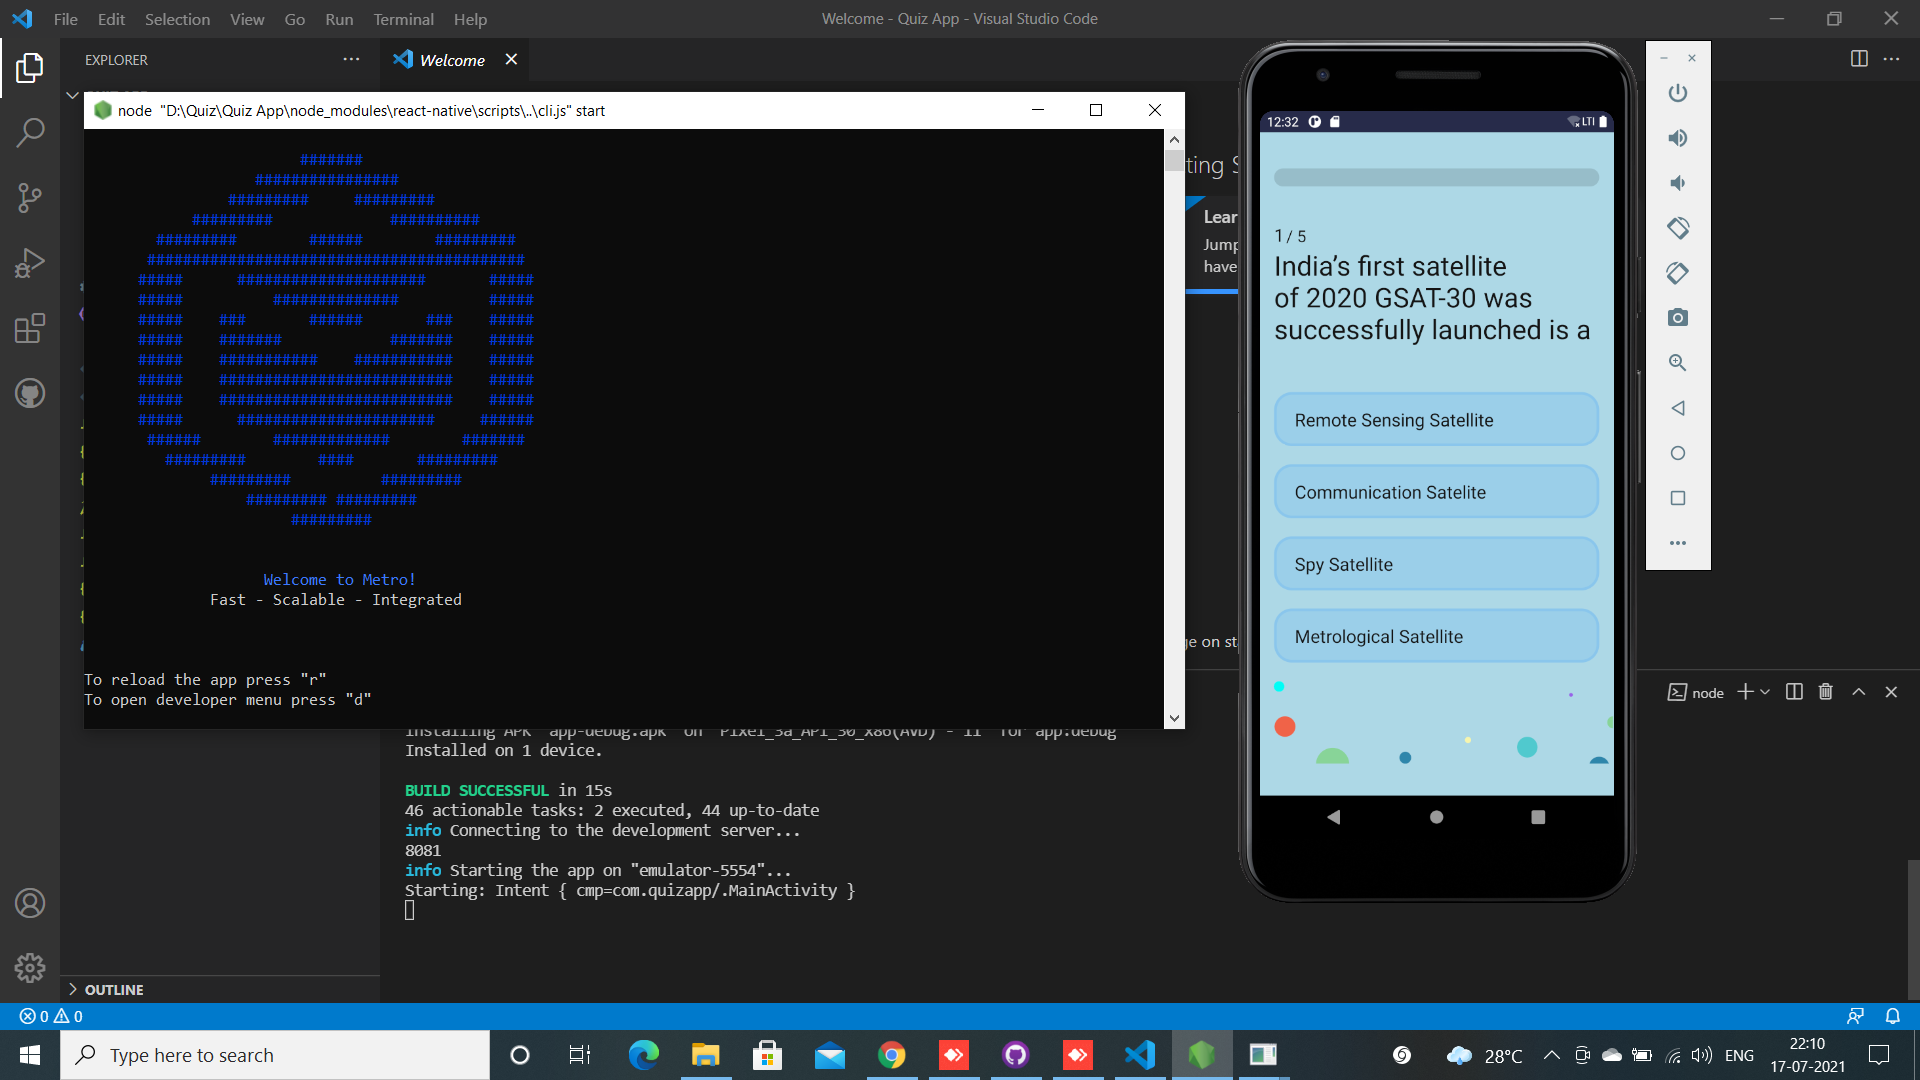 File Edit Selection View Go Run Terminal Help
Welcome - Quiz App - Visual Studio Code
EXPLORER
Welcome
node "D:\Quiz\Quiz App\node_modules\react-native\scripts\..\cli.js" start
Welcome to Metro!
Fast - Scalable - Integrated
To reload the app press "r"
To open developer menu press "d"
ting S
Lear
Jump
have
ge on st
Installing APK 'app-debug.apk' on 'Pixel_3a_API_30_x86(AVD) - 11' for app:debug
Installed on 1 device.
BUILD SUCCESSFUL in 15s
46 actionable tasks: 2 executed, 44 up-to-date
info Connecting to the development server...
8081
info Starting the app on "emulator-5554"...
Starting: Intent { cmp=com.quizapp/.MainActivity }
node
12:32
LTE
1 / 5
India’s first satellite
of 2020 GSAT-30 was
successfully launched is a
Remote Sensing Satellite
Communication Satelite
Spy Satellite
Metrological Satellite
OUTLINE
0 0
Type here to search
28°C
ENG
22:10
17-07-2021